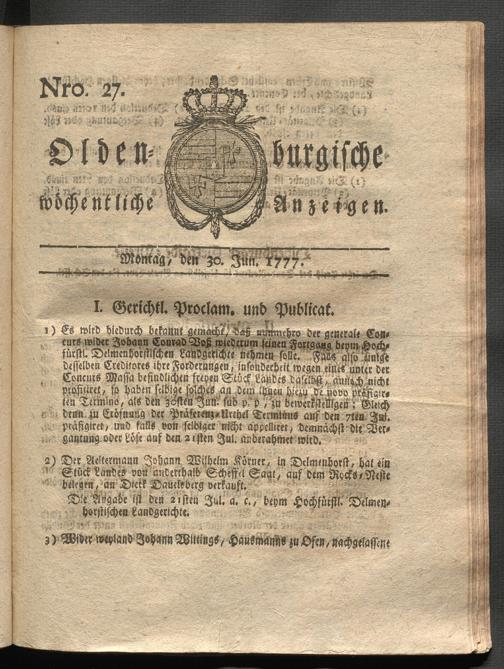 Nro. 27.
Olden-burgische
wöchentliche Anzeigen.
Montag, den 30. Jun. 1777.
I. Gerichtl. Proclam. und Publicat.
1) Es wird hiedurch bekannt gemacht, daß nunmehro der generale Con-
curs wider Johann Conrad Voß wiederum seinen Fortgang beym Hoch-
fürstl. Delmenhorstischen Landgerichte nehmen solle. Falls also einige
desselben Creditores ihre Forderungen, insonderheit wegen eines unter der
Concurs Massa befindlichen freyen Stück Landes daselbst, annoch nicht
profitiret, so haben selbige solches an dem ihnen hiezu de novo präfigir-
ten Termino, als den 30sten Jun. sub p. p. zu bewerkstelligen; Gleich
denn zu Eröfnung der Präferenz-Urthel Terminus auf den 7ten Jul.
präfigiret, und falls von selbiger nicht appelliret, demnächst die Ver-
gantung oder Löse auf den 21sten Jul. anberahmet wird.
2) Der Aeltermann Johann Wilhelm Körner, in Delmenhorst, hat ein
Stück Landes von anderthalb Scheffel Saat, auf dem
belegen, an Dierk Dauelsberg verkauft.
Die Angabe ist den 21sten Jul. a. c., beym Hochfürstl. Delmen-
horstischen Landgerichte.
3) Wider weyland Johann Wittings, Hausmanns zu Ofen, nachgelassene